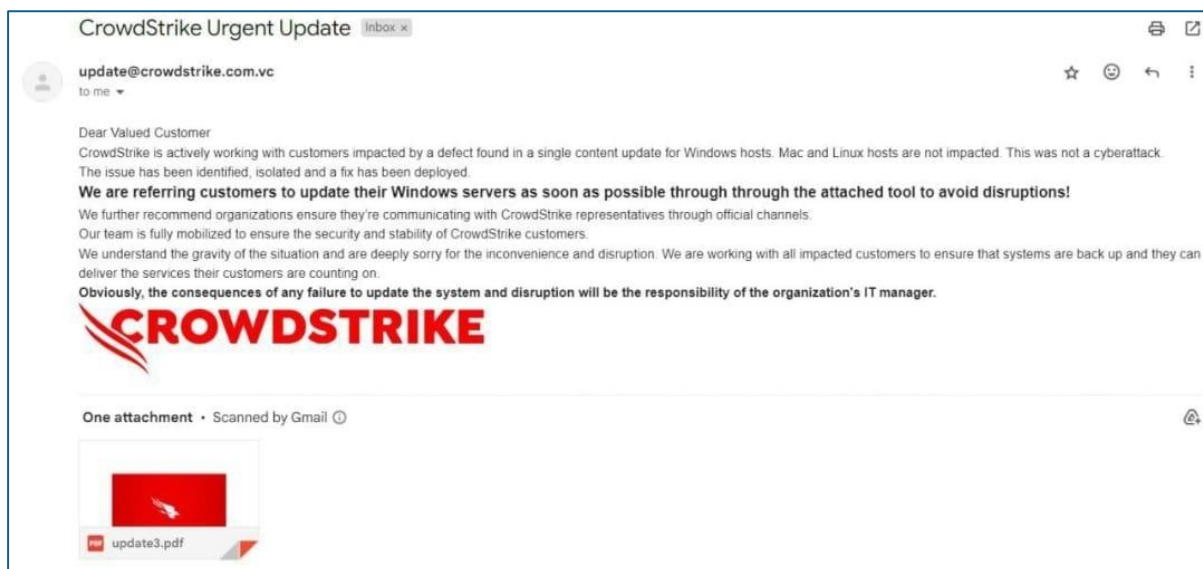 CrowdStrike Urgent Update Inbox x
update@crowdstrike.com.vc
to me
Dear Valued Customer
CrowdStrike is actively working with customers impacted by a defect found in a single content update for Windows hosts. Mac and Linux hosts are not impacted. This was not a cyberattack.
The issue has been identified, isolated and a fix has been deployed.
We are referring customers to update their Windows servers as soon as possible through through the attached tool to avoid disruptions!
We further recommend organizations ensure they're communicating with CrowdStrike representatives through official channels.
Our team is fully mobilized to ensure the security and stability of CrowdStrike customers.
We understand the gravity of the situation and are deeply sorry for the inconvenience and disruption. We are working with all impacted customers to ensure that systems are back up and they can
deliver the services their customers are counting on.
Obviously, the consequences of any failure to update the system and disruption will be the responsibility of the organization's IT manager.
CROWDSTRIKE
One attachment • Scanned by Gmail
PDF update3.pdf